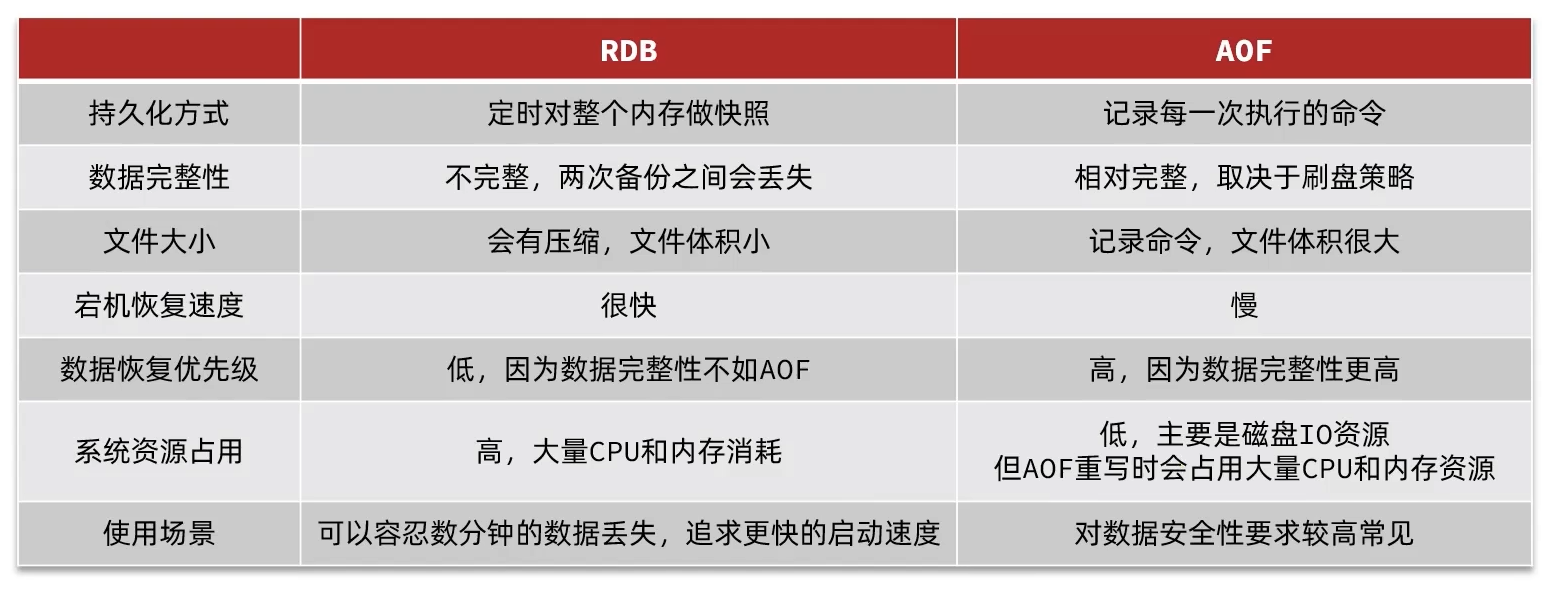 RDB
AOF
持久化方式
定时对整个内存做快照
记录每一次执行的命令
数据完整性
不完整，两次备份之间会丢失
相对完整，取决于刷盘策略
文件大小
会有压缩，文件体积小
记录命令，文件体积很大
宕机恢复速度
很快
慢
数据恢复优先级
低，因为数据完整性不如AOF
高，因为数据完整性更高
系统资源占用
高，大量CPU和内存消耗
低，主要是磁盘IO资源
但AOF重写时会占用大量CPU和内存资源
使用场景
可以容忍数分钟的数据丢失，追求更快的启动速度
对数据安全性要求较高常见